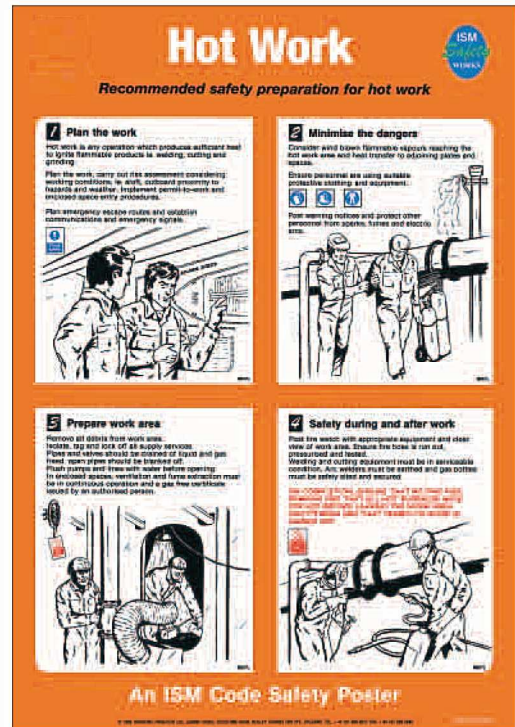 Hot Work
ISM
Safety
WORKS
Recommended safety preparation for hot work
1 Plan the work
Hot work is any operation which produces sufficient heat
to ignite flammable products ie. welding, cutting and
grinding
Plan the work, carry out risk assessment considering
working conditions, ie. aloft, outboard proximity to
hazards and weather, implement permit-to-work and
enclosed space entry procedures.
Plan emergency escape routes and establish
communications and emergency signals.
2 Minimise the dangers
Consider wind blown flammable vapours reaching the
hot work area and heat transfer to adjoining plates and
spaces.
Ensure personnel are using suitable
protective clothing and equipment.
Post warning notices and protect other
personnel from sparks, fumes and electric
arcs.
3 Prepare work area
Remove all debris from work area.
Isolate, tag and lock off all supply services.
Pipes and valves should be drained of liquid and gas
freed, open pipes should be blanked off.
Flush pumps and lines with water before opening.
In enclosed spaces, ventilation and fume extraction must
be in continuous operation and a gas free certificate
issued by an authorised person.
4 Safety during and after work
Post fire watch with appropriate equipment and clear
view of work area. Ensure fire hose is run out,
pressurised and tested.
Welding and cutting equipment must be in serviceable
condition. Arc welders must be earthed and gas bottles
must be safely sited and secured
An ISM Code Safety Poster